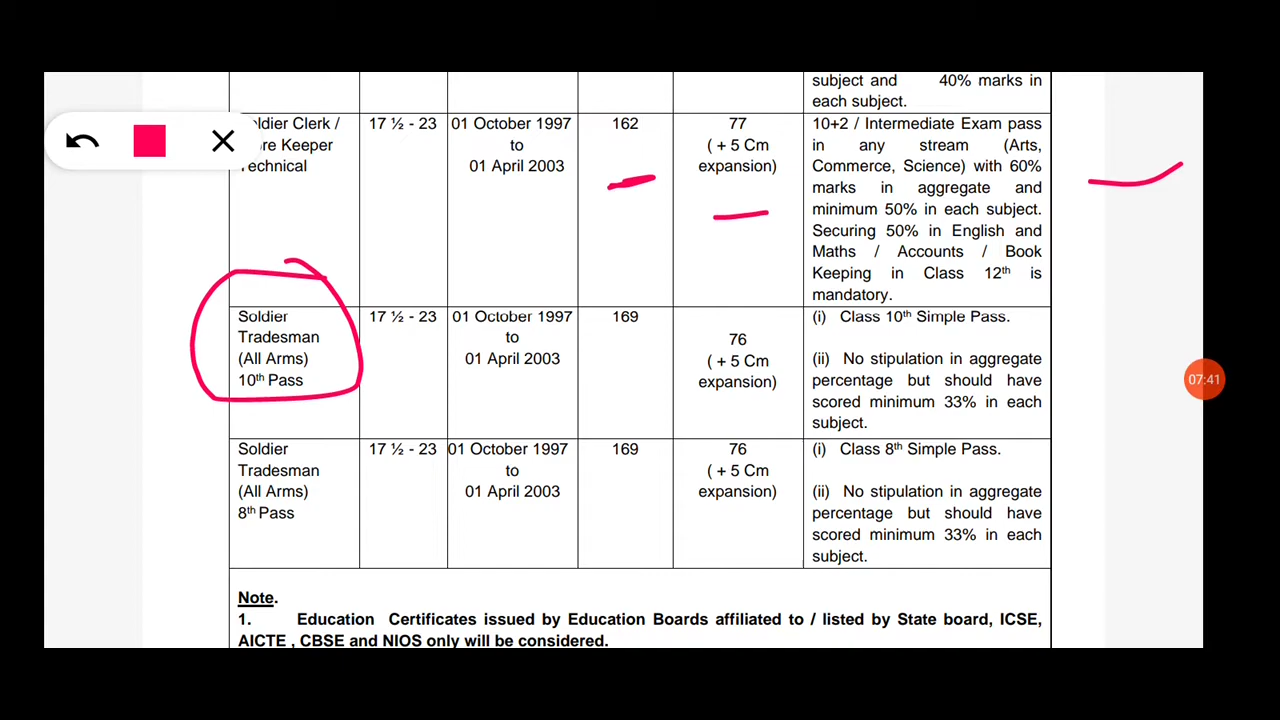 subject and 40% marks in
each subject.
oldier Clerk /
re Keeper
Technical
17 ½ - 23
01 October 1997
to
01 April 2003
162
77
( + 5 Cm
expansion)
10+2 / Intermediate Exam pass
in any stream (Arts,
Commerce, Science) with 60%
marks in aggregate and
minimum 50% in each subject.
Securing 50% in English and
Maths / Accounts / Book
Keeping in Class 12th is
mandatory.
Soldier
Tradesman
(All Arms)
10th Pass
17 ½ - 23
01 October 1997
to
01 April 2003
169
76
( + 5 Cm
expansion)
(i) Class 10th Simple Pass.
(ii) No stipulation in aggregate
percentage but should have
scored minimum 33% in each
subject.
Soldier
Tradesman
(All Arms)
8th Pass
17 ½ - 23
01 October 1997
to
01 April 2003
169
76
( + 5 Cm
expansion)
(i) Class 8th Simple Pass.
(ii) No stipulation in aggregate
percentage but should have
scored minimum 33% in each
subject.
Note.
1. Education Certificates issued by Education Boards affiliated to / listed by State board, ICSE,
AICTE , CBSE and NIOS only will be considered.
07:41